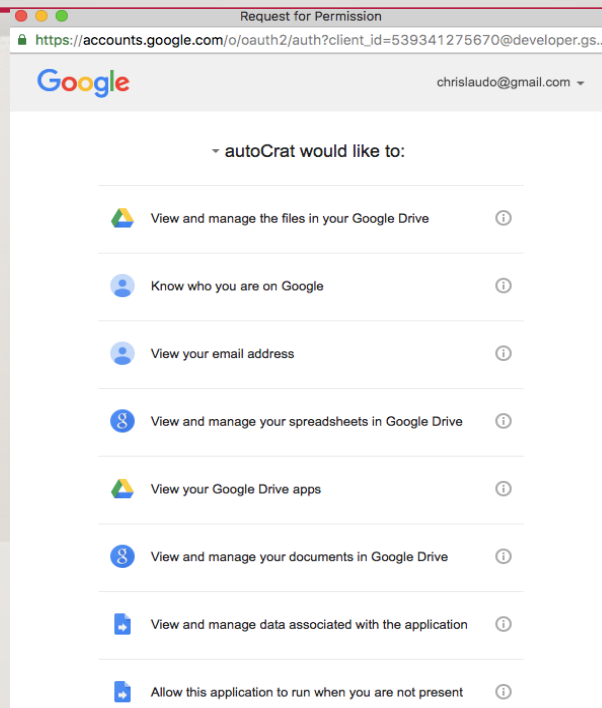 Request for Permission
https://accounts.google.com/o/oauth2/auth?client_id=539341275670@developer.gs...
Google
chrislaudo@gmail.com
autoCrat would like to:
View and manage the files in your Google Drive
Know who you are on Google
View your email address
8 View and manage your spreadsheets in Google Drive
View your Google Drive apps
8 View and manage your documents in Google Drive
View and manage data associated with the application
Allow this application to run when you are not present